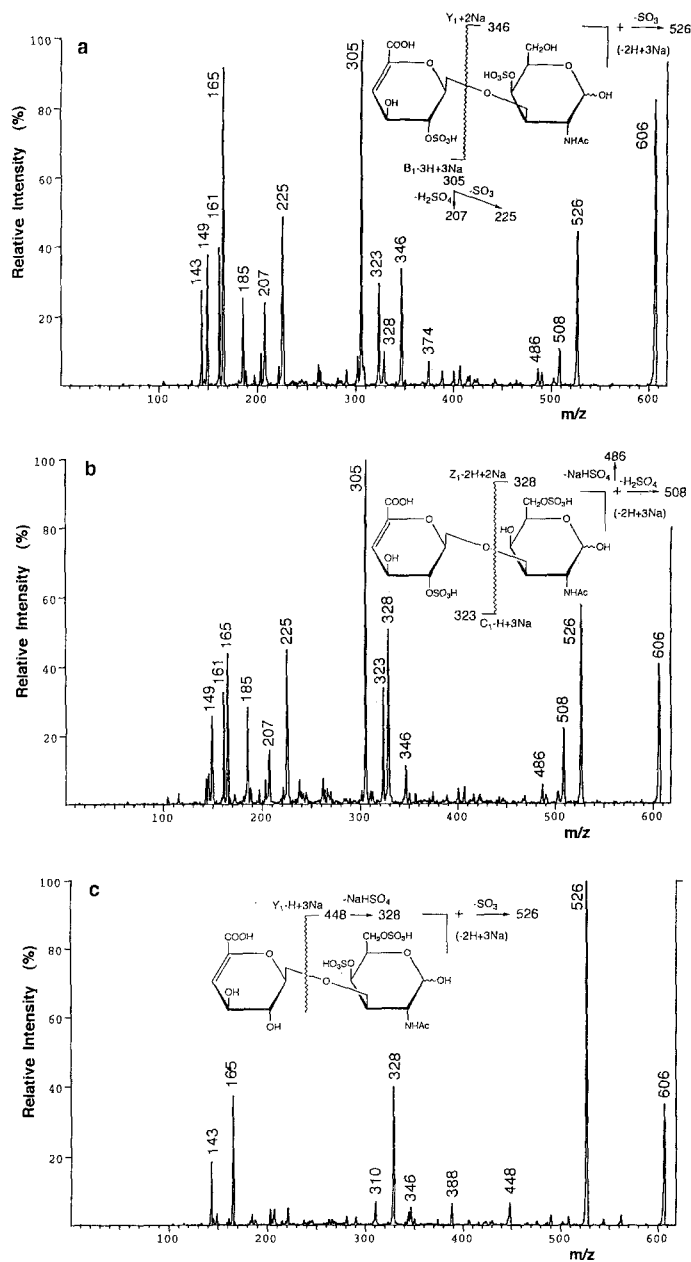 a
Relative Intensity (%)
100
80
60
40
20
100 200 300 400 500 600
m/z
143
149
161
165
185
207
225
305
323
328
346
374
486
508
526
606
Y₁+2Na
346
+ -SO₃ 526
(-2H+3Na)
COOH
O
OH
OSO₃H
O
CH₂OH
HO₃SO
O
OH
NHAc
B₁-3H+3Na
305
-H₂SO₄ -SO₃
207 225
b
Relative Intensity (%)
100
80
60
40
20
100 200 300 400 500 600
m/z
149
161
165
185
207
225
305
323
328
346
486
508
526
606
486
Z₁-2H+2Na
328
-NaHSO₄
+ -H₂SO₄ 508
(-2H+3Na)
COOH
O
OH
OSO₃H
O
CH₂OSO₃H
HO
O
OH
NHAc
323
C₁-H+3Na
c
Relative Intensity (%)
100
80
60
40
20
100 200 300 400 500 600
m/z
143
165
310
328
346
388
448
526
606
Y₁-H+3Na
448 -NaHSO₄ 328
+ -SO₃ 526
(-2H+3Na)
COOH
O
OH
OH
O
CH₂OSO₃H
HO₃SO
O
OH
NHAc